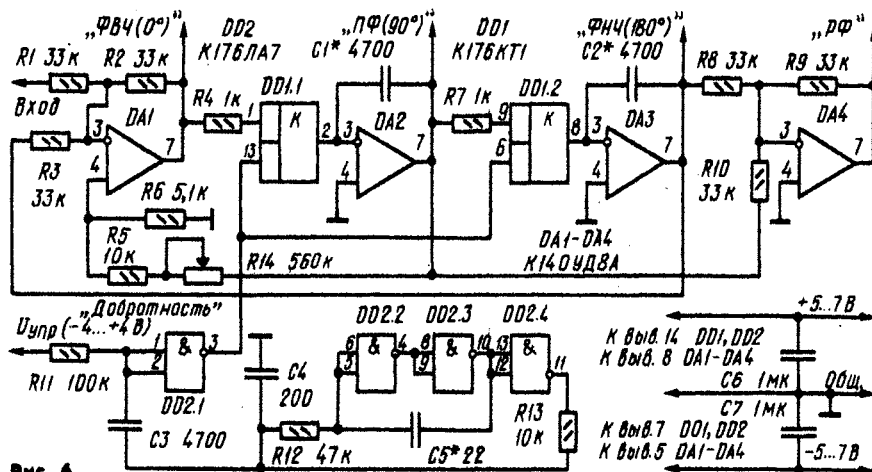 „ФВЧ(0°)"
„ПФ(90°)"
„ФНЧ(180°)"
„РФ"
R1 33к
R2 33к
DD2
К176ЛА7
C1* 4700
DD1
К176КТ1
C2* 4700
R8 33к
R9 33к
Вход
DA1
R4 1к
DD1.1
DA2
R7 1к
DD1.2
DA3
DA4
1
К
2
13
9
К
8
6
3
4
7
3
4
7
3
4
7
3
4
7
R3
33к
R6 5,1к
R5
10к
R14 560к
R10
33к
DA1-DA4
К140УД8А
„Добротность"
Uупр(-4...+4В)
R11 100к
1
2
&
3
DD2.1
C3 4700
C4
200
DD2.2
DD2.3
DD2.4
6
5
&
4
8
9
&
10
13
12
&
11
R12 47к
C5* 22
R13
10к
+5...7В
К выв.14 DD1,DD2
К выв.8 DA1-DA4
C6 1мк
Общ.
C7 1мк
К выв.7 DD1,DD2
К выв.5 DA1-DA4
-5...7В